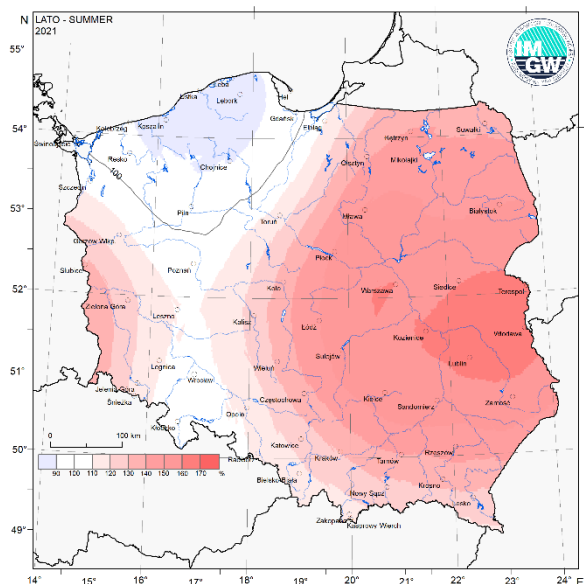 N
LATO - SUMMER
2021
IM
GW
55°
Łeba
Ustka
Lębork
Hel
Koszalin
Gdańsk
Kołobrzeg
Elbląg
Suwałki
54°
Kętrzyn
Świnoujście
Resko
Olsztyn
Mikołajki
Chojnice
100
Szczecin
53°
Piła
Toruń
Mława
Białystok
Gorzów Wlkp.
Płock
Słubice
Poznań
Koło
Warszawa
Siedlce
Terespol
52°
Zielona Góra
Leszno
Kalisz
Łódź
Kozienice
Włodawa
51°
Legnica
Wieluń
Sulejów
Lublin
Wrocław
Jelenia Góra
Śnieżka
Częstochowa
Kielce
Sandomierz
Zamość
Opole
0 100 km
Kłodzko
50°
Katowice
Racibórz
Kraków
Tarnów
Rzeszów
90 100 110 120 130 140 150 160 170 %
Bielsko-Biała
Nowy Sącz
Krosno
Lesko
49°
Zakopane
Kasprowy Wierch
14° 15° 16° 17° 18° 19° 20° 21° 22° 23° 24° E